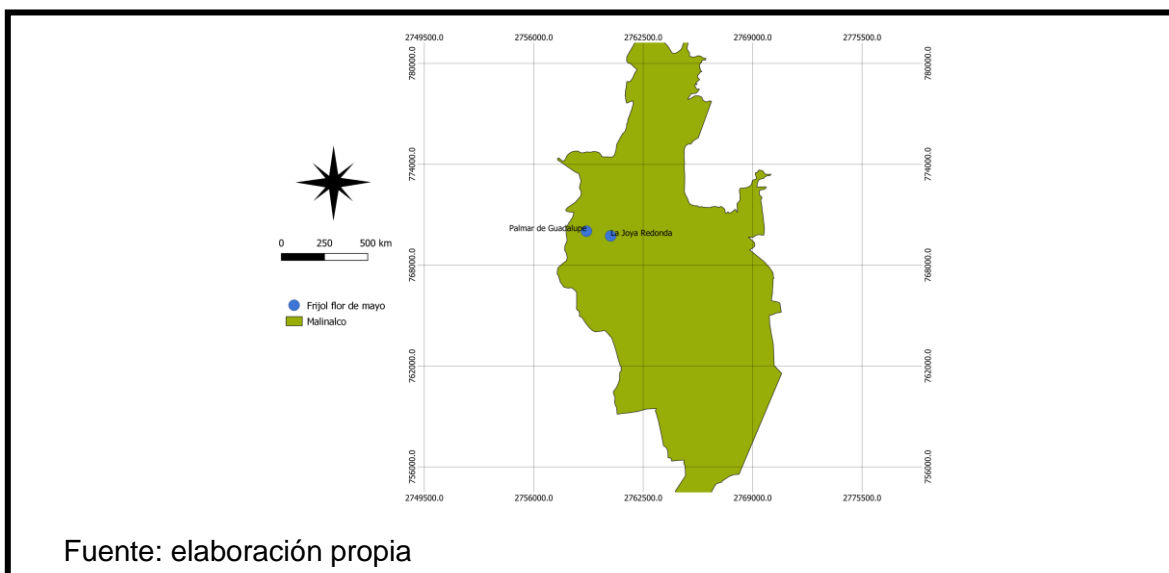 2749500.0 2756000.0 2762500.0 2769000.0 2775500.0
780000.0 780000.0
774000.0 774000.0
Palmar de Guadalupe La Joya Redonda
0 250 500 km
768000.0 768000.0
Frijol flor de mayo
Malinalco
762000.0 762000.0
756000.0 756000.0
2749500.0 2756000.0 2762500.0 2769000.0 2775500.0
Fuente: elaboración propia